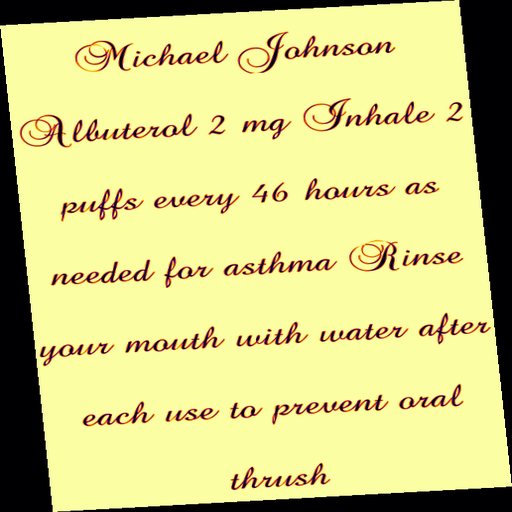 Michael Johnson
Albuterol 2 mg Inhale 2
puffs every 46 hours as
needed for asthma Rinse
your mouth with water after
each use to prevent oral
thrush